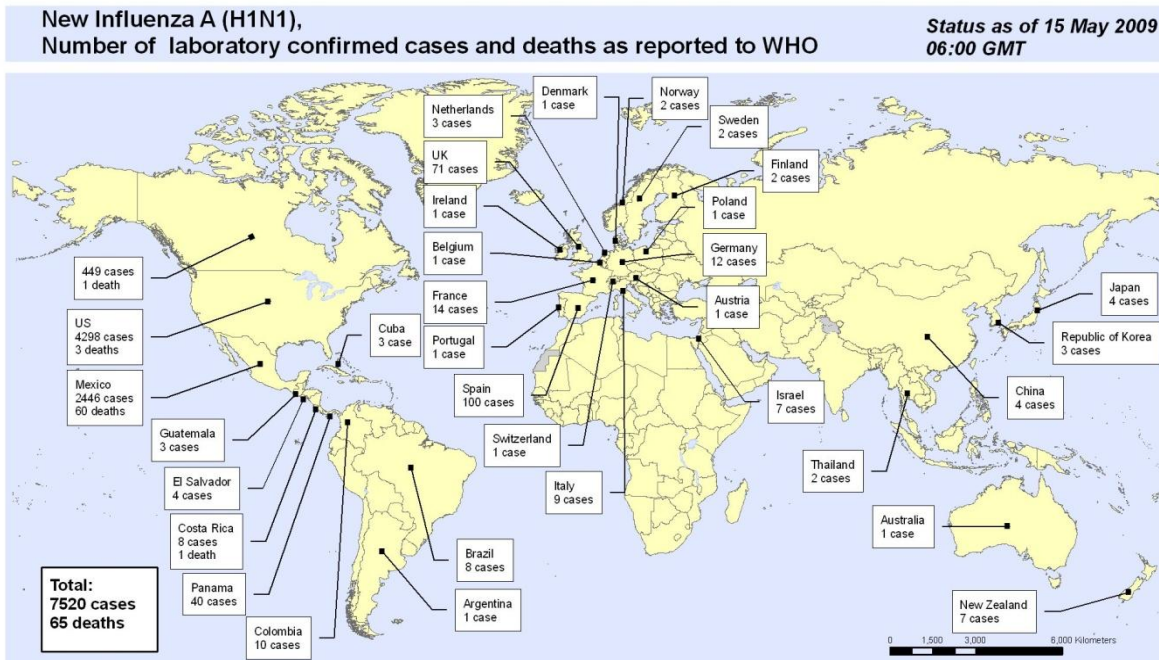 New Influenza A (H1N1),
Number of laboratory confirmed cases and deaths as reported to WHO
Status as of 15 May 2009
06:00 GMT
Netherlands
3 cases
Denmark
1 case
Norway
2 cases
Sweden
2 cases
UK
71 cases
Finland
2 cases
Ireland
1 case
Poland
1 case
Belgium
1 case
Germany
12 cases
449 cases
1 death
France
14 cases
Austria
1 case
Japan
4 cases
US
4298 cases
3 deaths
Cuba
3 case
Portugal
1 case
Republic of Korea
3 cases
Mexico
2446 cases
60 deaths
Spain
100 cases
Israel
7 cases
China
4 cases
Guatemala
3 cases
Switzerland
1 case
Thailand
2 cases
El Salvador
4 cases
Italy
9 cases
Costa Rica
8 cases
1 death
Australia
1 case
Brazil
8 cases
Total:
7520 cases
65 deaths
Panama
40 cases
Argentina
1 case
New Zealand
7 cases
Colombia
10 cases
0 1,500 3,000 6,000 Kilometers